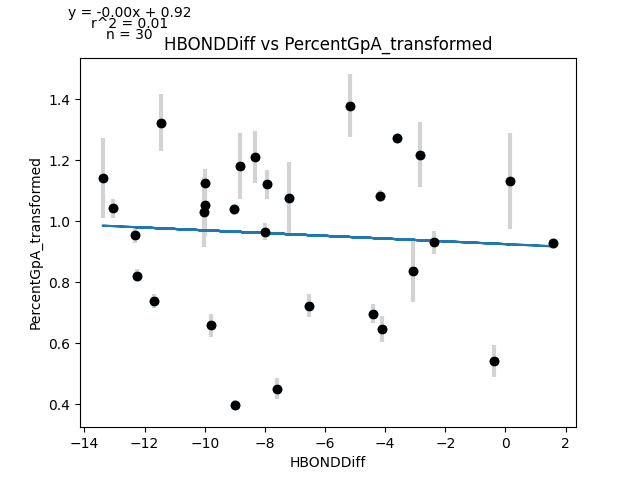 y = -0.00x + 0.92
r^2 = 0.01
n = 30
HBONDDiff vs PercentGpA_transformed
PercentGpA_transformed
1.4
1.2
1.0
0.8
0.6
0.4
−14 −12 −10 −8 −6 −4 −2 0 2
HBONDDiff